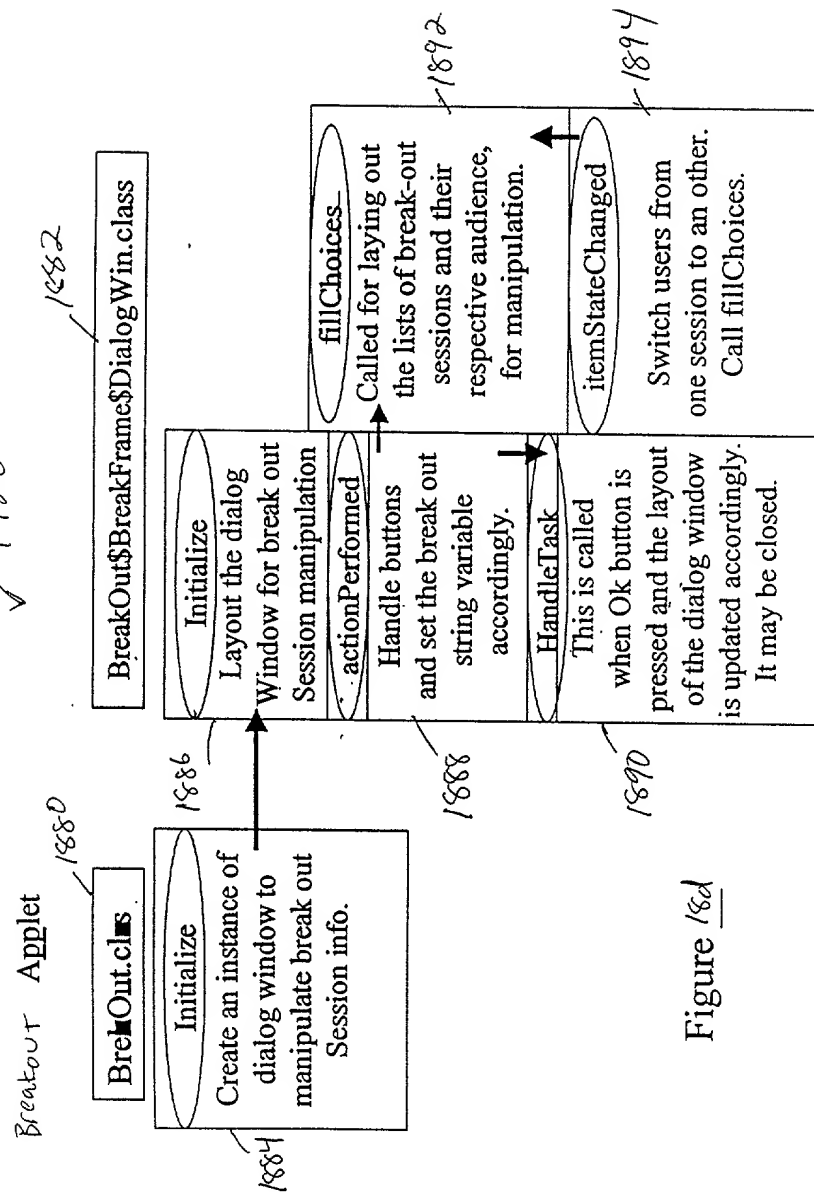 Breakout Applet
1880
1882
BreakOut$BreakFrame$DialogWin.class
Initialize
Create an instance of
dialog window to
manipulate break out
Session info.
1884
1886
Initialize
Layout the dialog
Window for break out
Session manipulation
actionPerformed
Handle buttons
and set the break out
string variable
accordingly.
1888
HandleTask
This is called
when Ok button is
pressed and the layout
of the dialog window
is updated accordingly.
It may be closed.
1890
fillChoices
Called for laying out
the lists of break-out
sessions and their
respective audience,
for manipulation.
1892
itemStateChanged
Switch users from
one session to an other.
Call fillChoices.
1894
Figure 18d